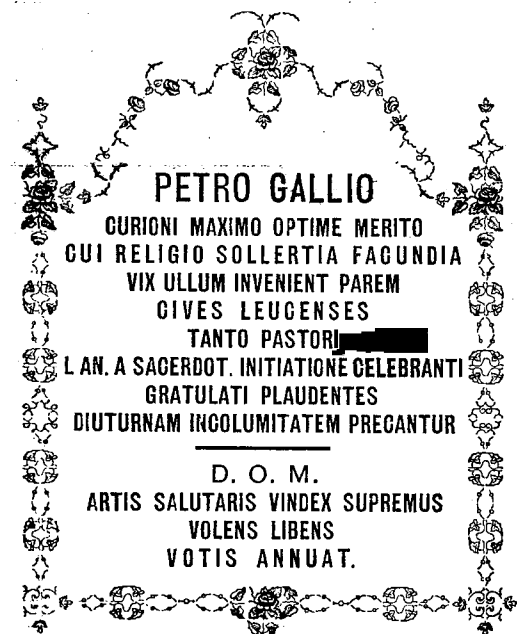 PETRO GALLIO
CURIONI MAXIMO OPTIME MERITO
CUI RELIGIO SOLLERTIA FACUNDIA
VIX ULLUM INVENIENT PAREM
CIVES LEUCENSES
TANTO PASTORI
L AN. A SACERDOT. INITIATIONE CELEBRANTI
GRATULATI PLAUDENTES
DIUTURNAM INCOLUMITATEM PRECANTUR
D. O. M.
ARTIS SALUTARIS VINDEX SUPREMUS
VOLENS LIBENS
VOTIS ANNUAT.